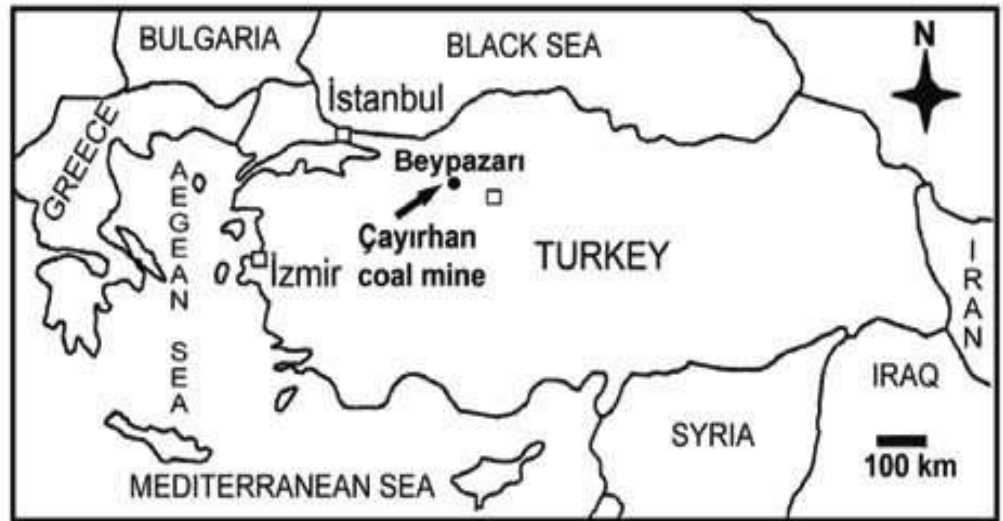 BULGARIA
BLACK SEA
N
İstanbul
GREECE
Beypazarı
AEGEAN SEA
Çayırhan
coal mine
TURKEY
İzmir
IRAN
IRAQ
SYRIA
100 km
MEDITERRANEAN SEA